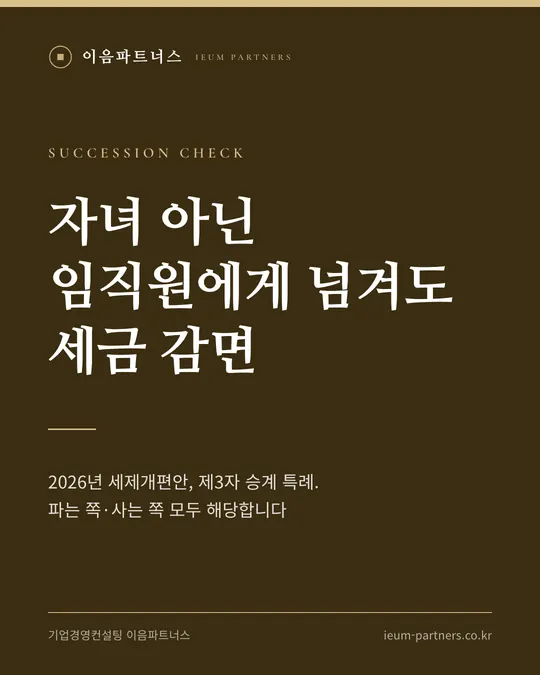 이음파트너스 IEUM PARTNERS
SUCCESSION CHECK
자녀 아닌
임직원에게 넘겨도
세금 감면
2026년 세제개편안, 제3자 승계 특례.
파는 쪽·사는 쪽 모두 해당합니다
기업경영컨설팅 이음파트너스 ieum-partners.co.kr